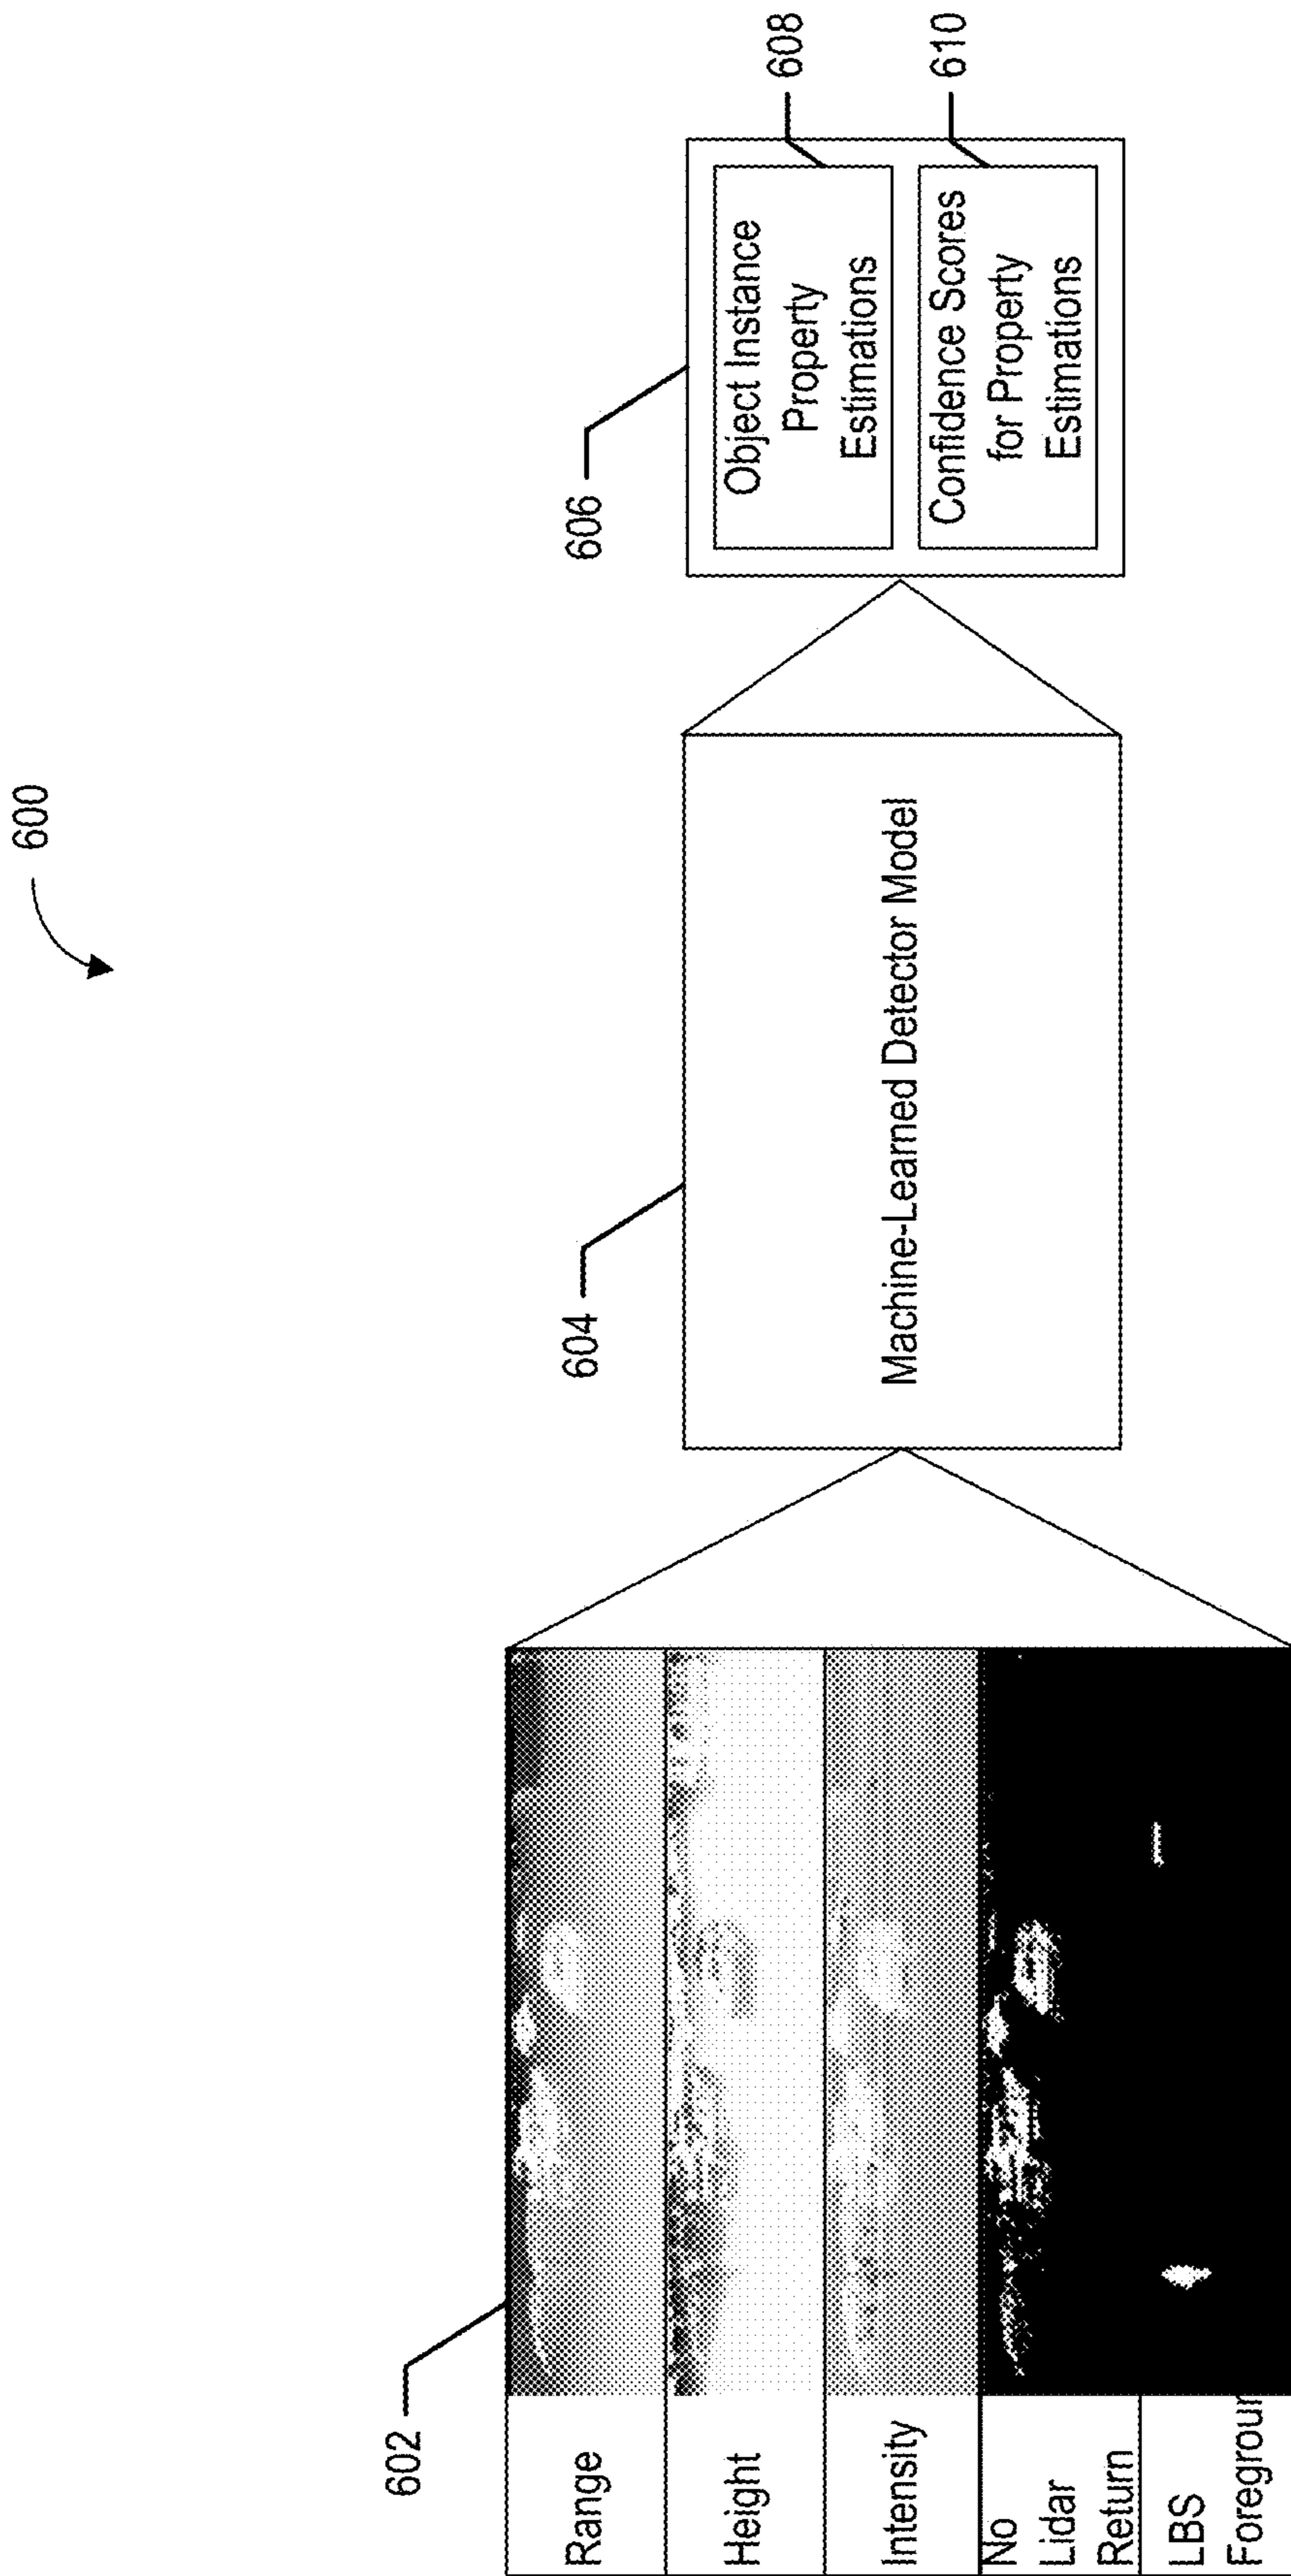 600
602
Range
Height
Intensity
No
Lidar
Return
LBS
604
Machine-Learned Detector Model
606
Object Instance
Property
Estimations
608
Confidence Scores
for Property
Estimations
610